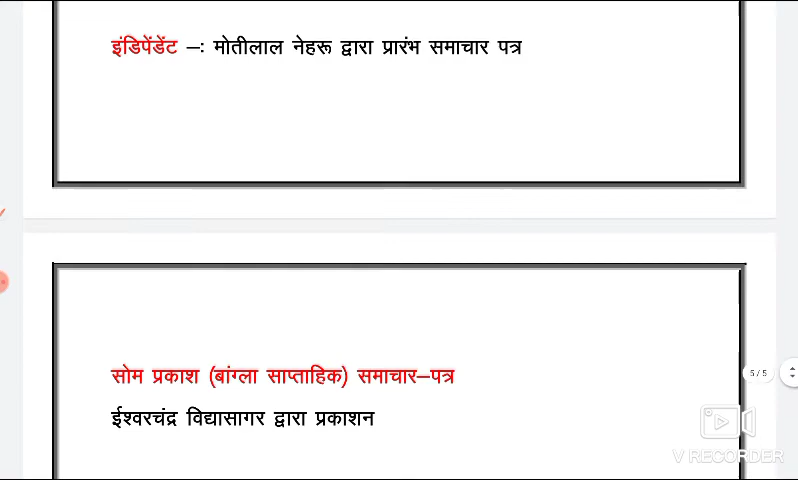 इंडिपेंडेंट –: मोतीलाल नेहरू द्वारा प्रारंभ समाचार पत्र
सोम प्रकाश (बांग्ला साप्ताहिक) समाचार–पत्र
5 / 5
ईश्वरचंद्र विद्यासागर द्वारा प्रकाशन
V RECORDER